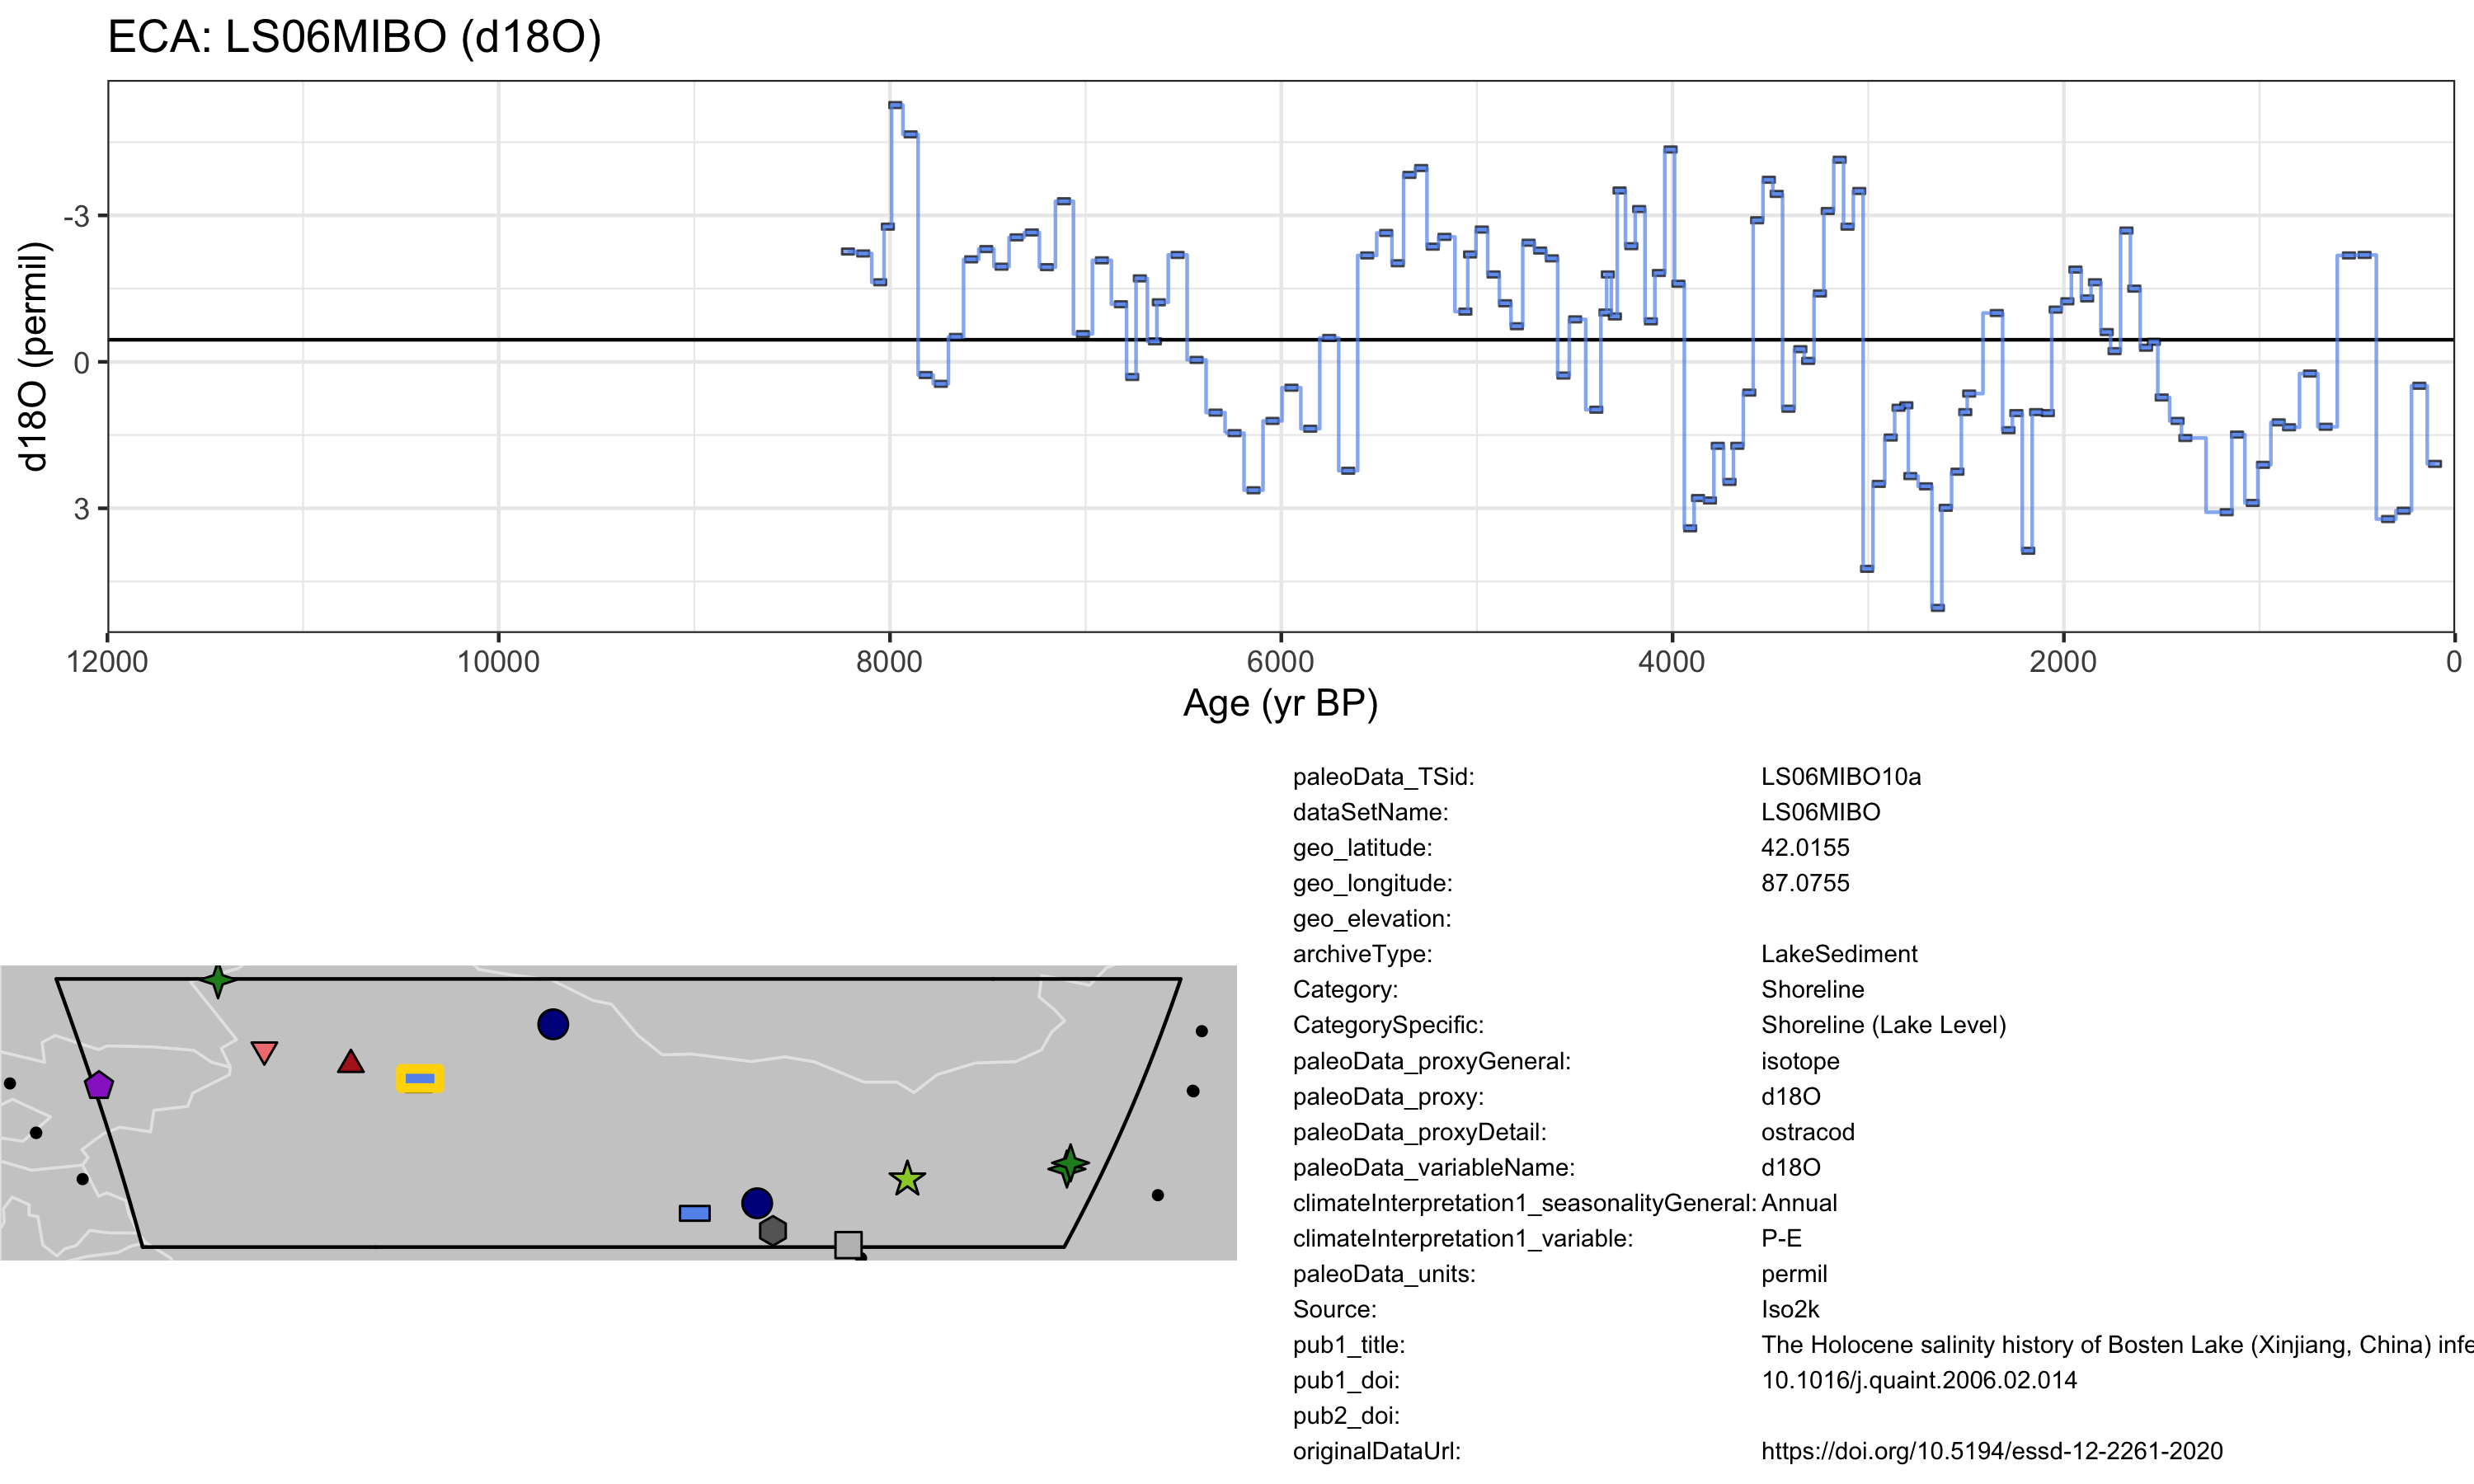 ECA: LS06MIBO (d18O)
d18O (permil)
-3
0
3
12000 10000 8000 6000 4000 2000 0
Age (yr BP)
paleoData_TSid: LS06MIBO10a
dataSetName: LS06MIBO
geo_latitude: 42.0155
geo_longitude: 87.0755
geo_elevation:
archiveType: LakeSediment
Category: Shoreline
CategorySpecific: Shoreline (Lake Level)
paleoData_proxyGeneral: isotope
paleoData_proxy: d18O
paleoData_proxyDetail: ostracod
paleoData_variableName: d18O
climateInterpretation1_seasonalityGeneral: Annual
climateInterpretation1_variable: P-E
paleoData_units: permil
Source: Iso2k
pub1_title: The Holocene salinity history of Bosten Lake (Xinjiang, China) infe
pub1_doi: 10.1016/j.quaint.2006.02.014
pub2_doi:
originalDataUrl: https://doi.org/10.5194/essd-12-2261-2020